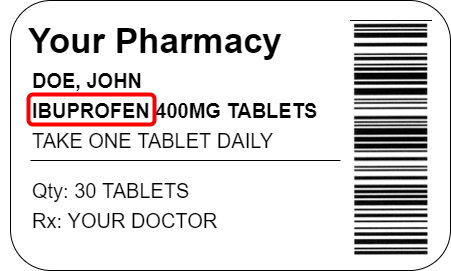 Your Pharmacy
DOE, JOHN
IBUPROFEN 400MG TABLETS
TAKE ONE TABLET DAILY
Qty: 30 TABLETS
Rx: YOUR DOCTOR